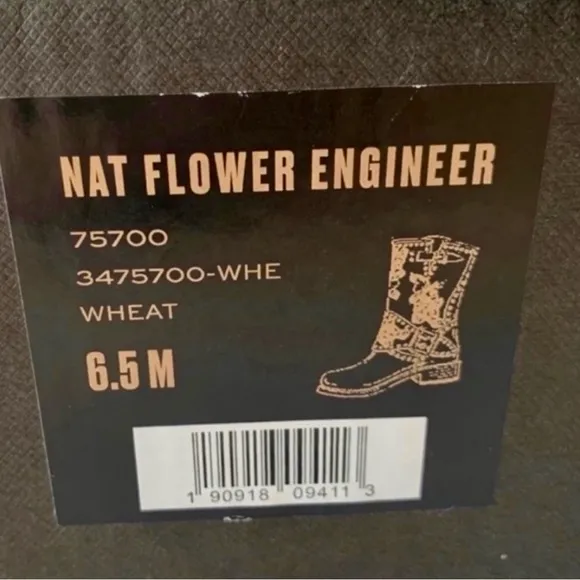 NAT FLOWER ENGINEER
75700
3475700-WHE
WHEAT
6.5 M
1 90918 09411 3